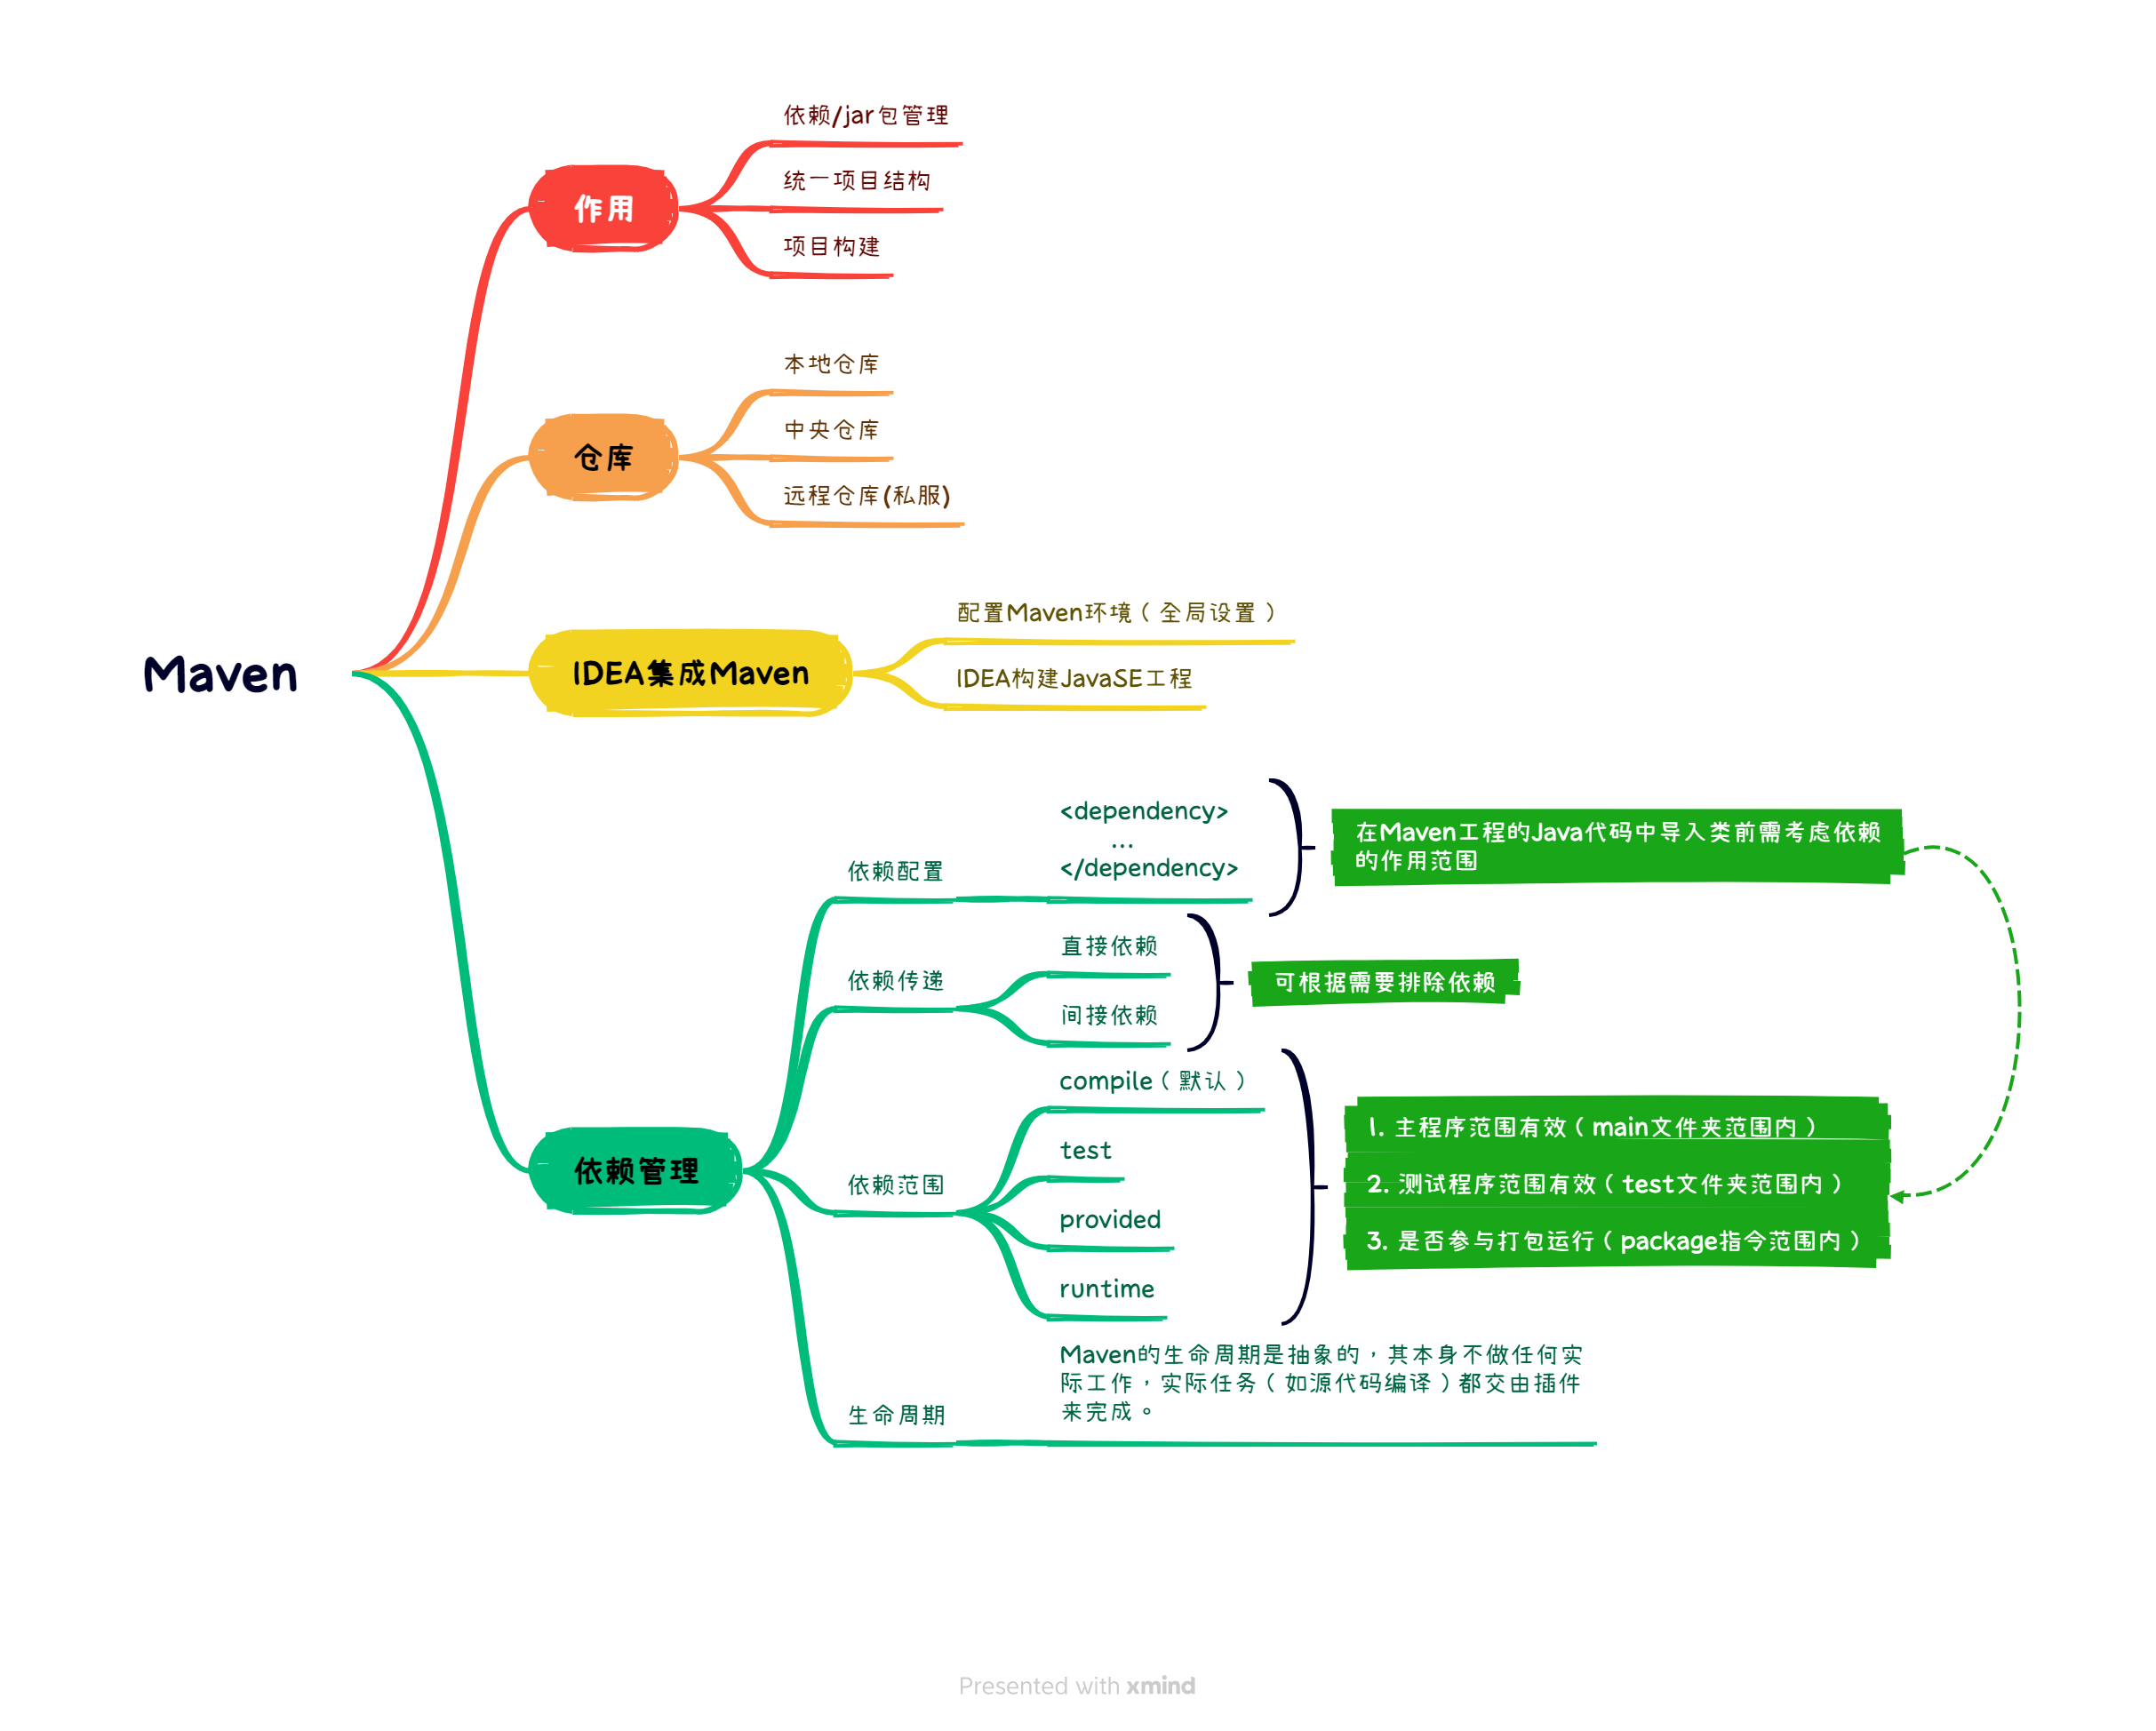 Maven
作用
依赖/jar包管理
统一项目结构
项目构建
仓库
本地仓库
中央仓库
远程仓库(私服)
IDEA集成Maven
配置Maven环境（全局设置）
IDEA构建JavaSE工程
依赖管理
依赖配置
<dependency>
...
</dependency>
在Maven工程的Java代码中导入类前需考虑依赖
的作用范围
依赖传递
直接依赖
间接依赖
可根据需要排除依赖
依赖范围
compile（默认）
test
provided
runtime
1. 主程序范围有效（main文件夹范围内）
2. 测试程序范围有效（test文件夹范围内）
3. 是否参与打包运行（package指令范围内）
生命周期
Maven的生命周期是抽象的，其本身不做任何实
际工作，实际任务（如源代码编译）都交由插件
来完成。
Presented with xmind